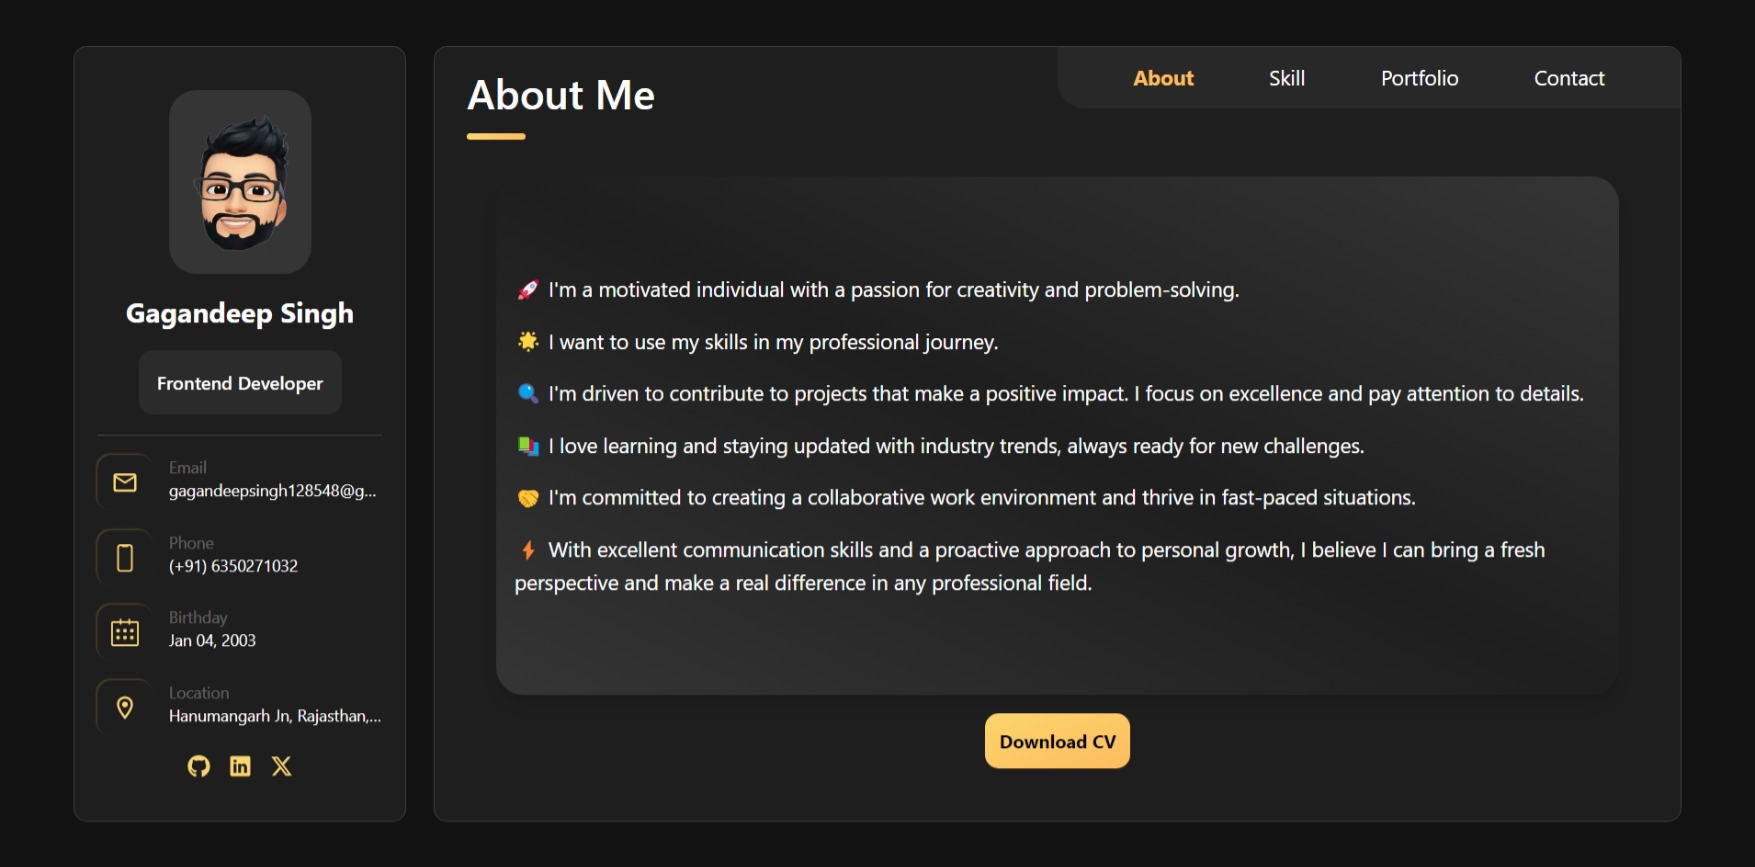 Gagandeep Singh
Frontend Developer
Email
gagandeepsingh128548@g...
Phone
(+91) 6350271032
Birthday
Jan 04, 2003
Location
Hanumangarh Jn, Rajasthan,...
About Me
About Skill Portfolio Contact
🚀 I'm a motivated individual with a passion for creativity and problem-solving.
🌟 I want to use my skills in my professional journey.
🔍 I'm driven to contribute to projects that make a positive impact. I focus on excellence and pay attention to details.
📚 I love learning and staying updated with industry trends, always ready for new challenges.
🤝 I'm committed to creating a collaborative work environment and thrive in fast-paced situations.
⚡ With excellent communication skills and a proactive approach to personal growth, I believe I can bring a fresh
perspective and make a real difference in any professional field.
Download CV